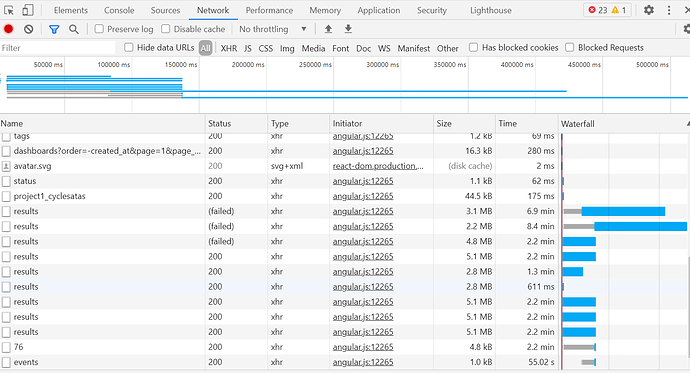 Elements Console Sources Network Performance Memory Application Security Lighthouse 23 1
Preserve log Disable cache No throttling
Filter Hide data URLs All XHR JS CSS Img Media Font Doc WS Manifest Other Has blocked cookies Blocked Requests
50000 ms 100000 ms 150000 ms 200000 ms 250000 ms 300000 ms 350000 ms 400000 ms 450000 ms 500000 ms
Name Status Type Initiator Size Time Waterfall
tags 200 xhr angular.js:12265 1.2 kB 69 ms
dashboards?order=-created_at&page=1&page_... 200 xhr angular.js:12265 16.3 kB 280 ms
avatar.svg 200 svg+xml react-dom.production.... (disk cache) 2 ms
status 200 xhr angular.js:12265 1.1 kB 62 ms
project1_cyclesatas 200 xhr angular.js:12265 44.5 kB 175 ms
results (failed) xhr angular.js:12265 3.1 MB 6.9 min
results (failed) xhr angular.js:12265 2.2 MB 8.4 min
results (failed) xhr angular.js:12265 4.8 MB 2.2 min
results 200 xhr angular.js:12265 5.1 MB 2.2 min
results 200 xhr angular.js:12265 2.8 MB 1.3 min
results 200 xhr angular.js:12265 2.8 MB 611 ms
results 200 xhr angular.js:12265 5.1 MB 2.2 min
results 200 xhr angular.js:12265 5.1 MB 2.2 min
results 200 xhr angular.js:12265 5.1 MB 2.2 min
76 200 xhr angular.js:12265 4.8 kB 2.2 min
events 200 xhr angular.js:12265 1.0 kB 55.02 s